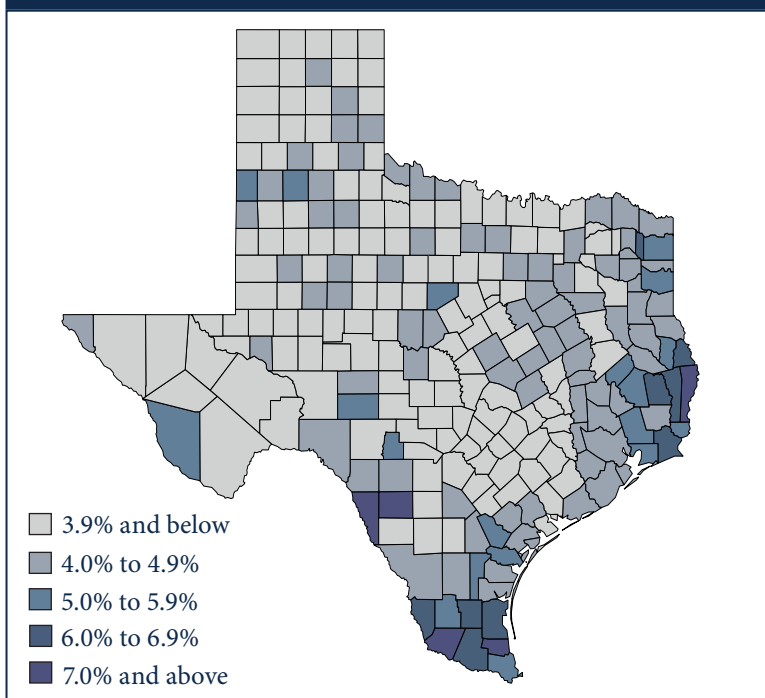 3.9% and below
4.0% to 4.9%
5.0% to 5.9%
6.0% to 6.9%
7.0% and above